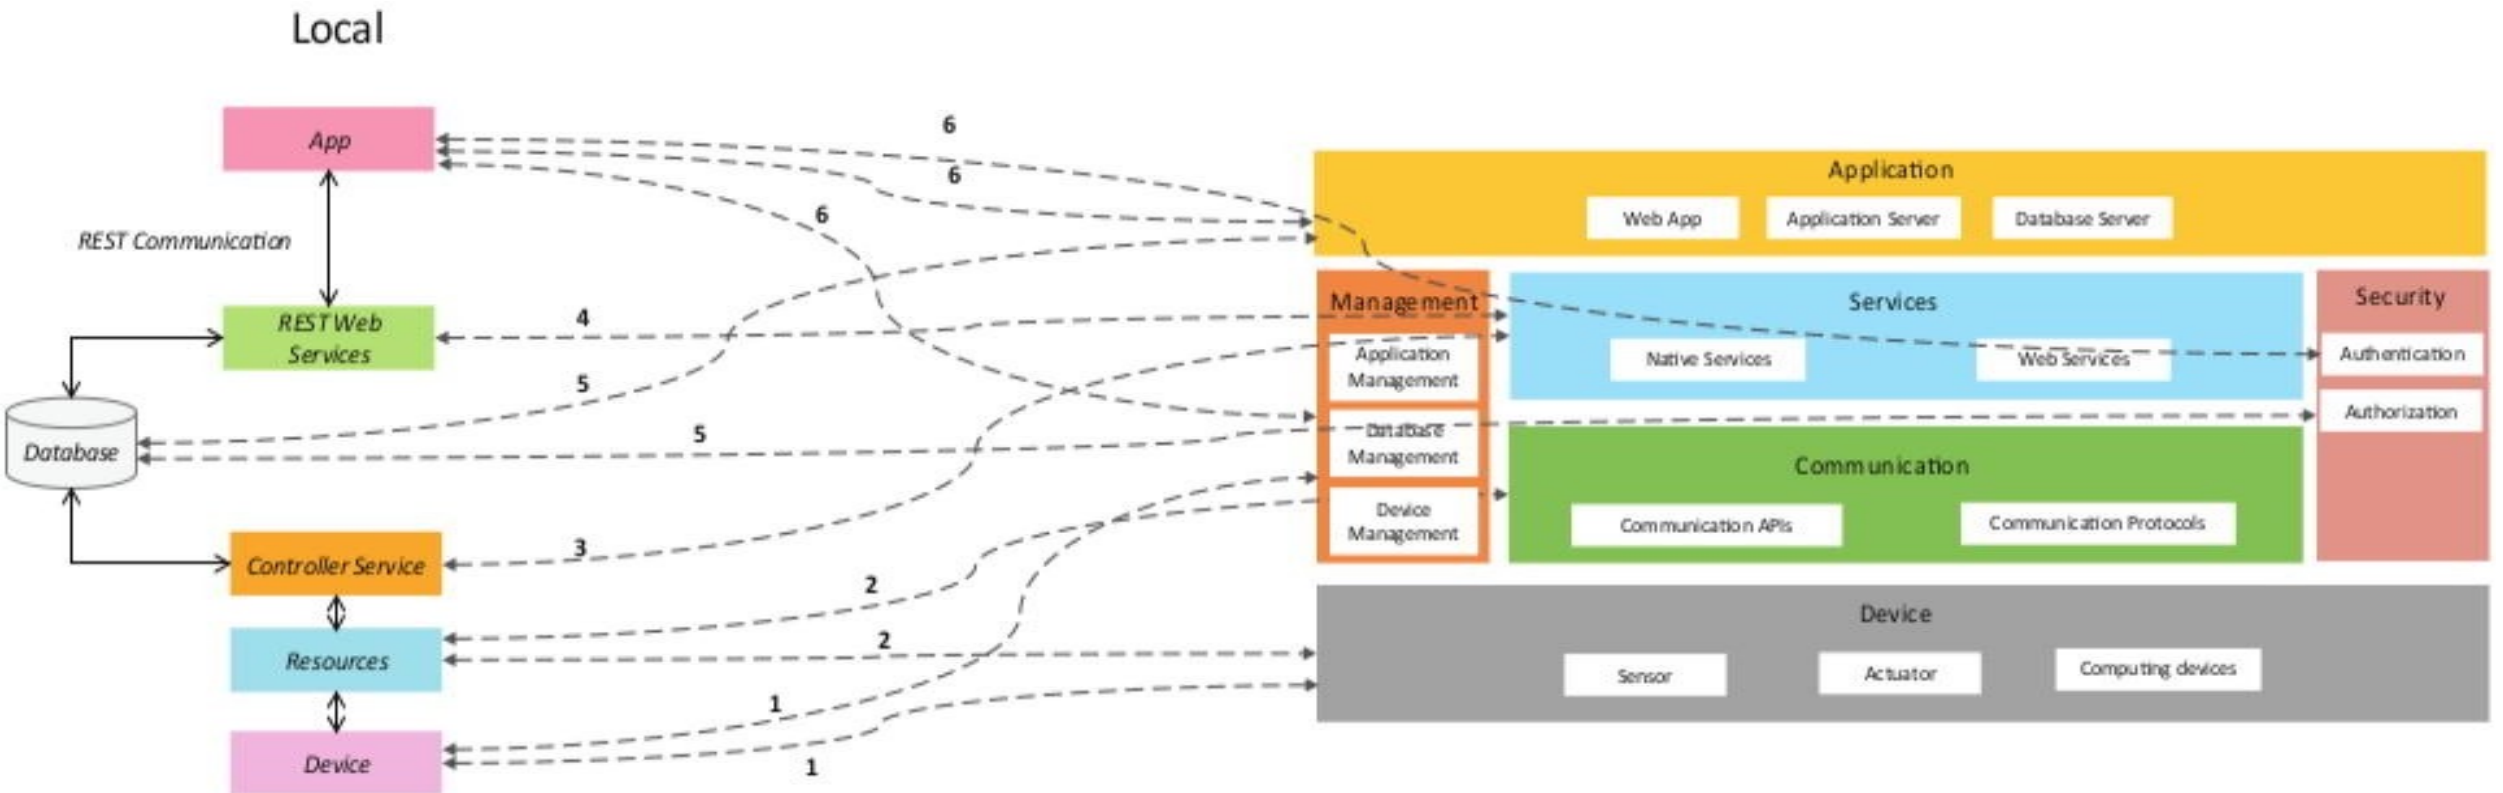 Local
App
REST Communication
REST Web
Services
Database
Controller Service
Resources
Device
6
6
6
4
5
5
3
2
2
1
1
Application
Web App
Application Server
Database Server
Management
Application
Management
Database
Management
Device
Management
Services
Native Services
Web Services
Security
Authentication
Authorization
Communication
Communication APIs
Communication Protocols
Device
Sensor
Actuator
Computing devices